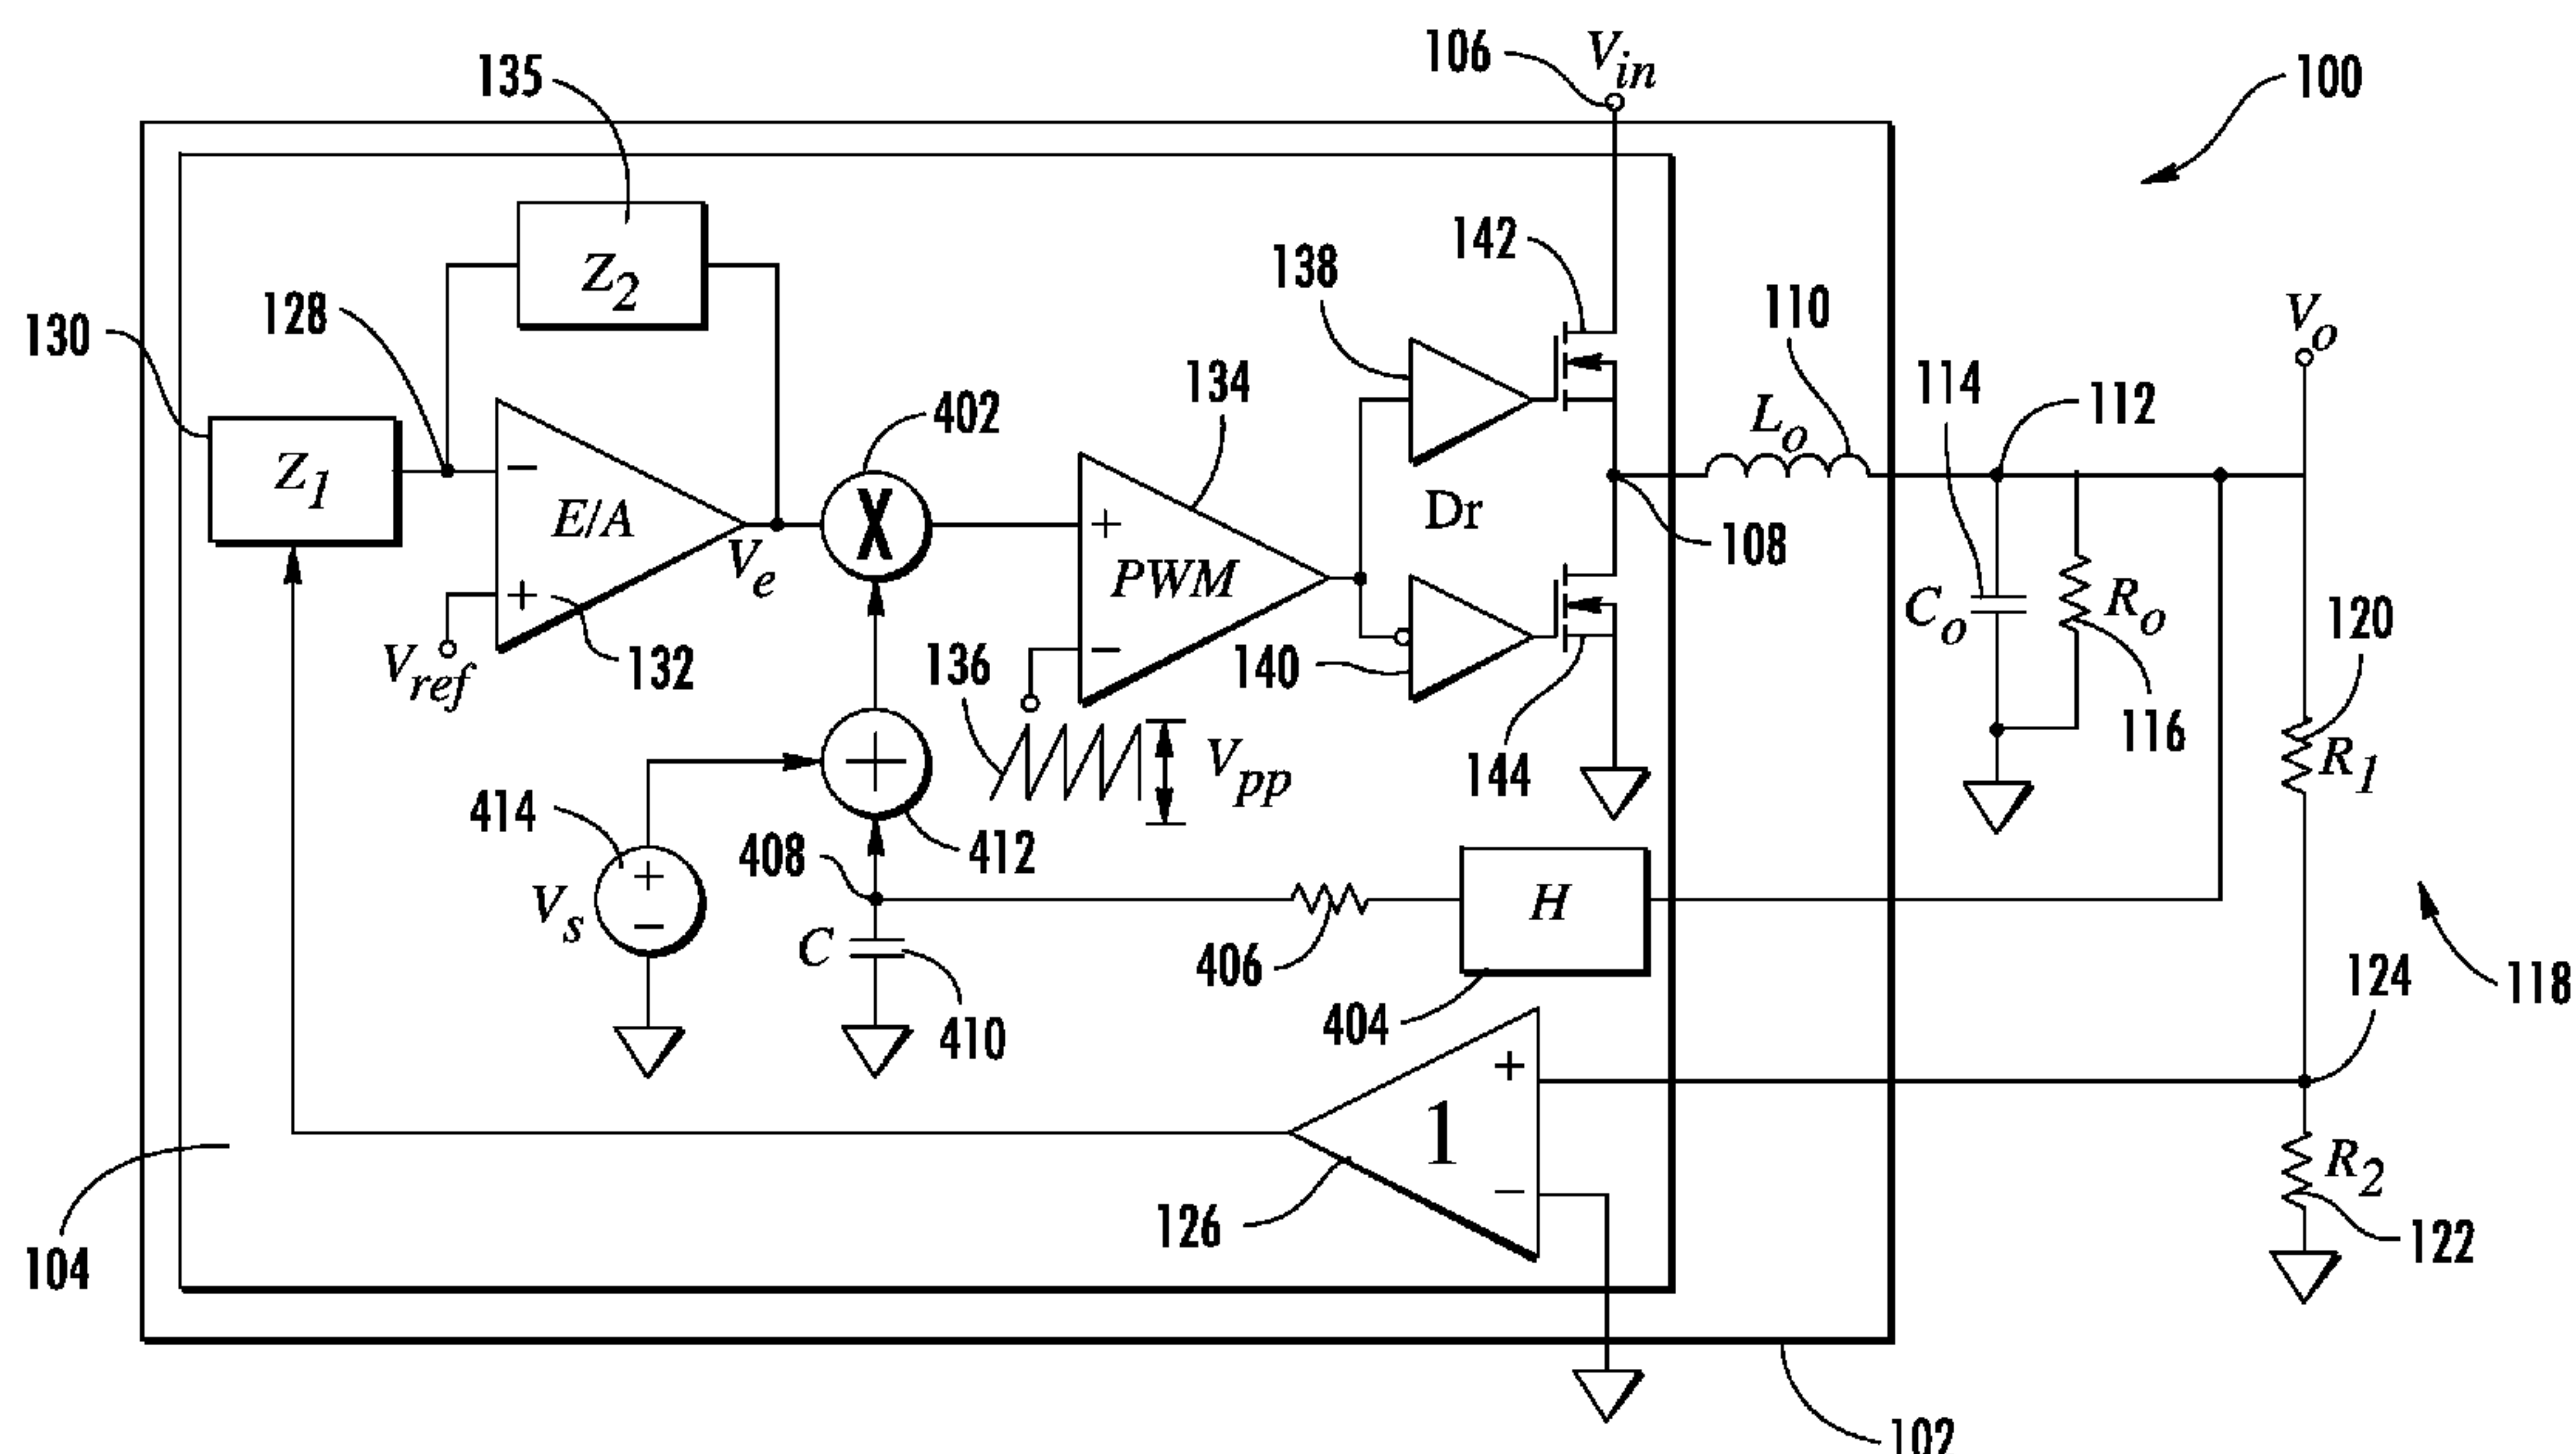 106
V_in
100
135
142
138
Z_2
128
130
110
V_o
134
114
112
402
L_o
Z_1
−
E/A
X
+
Dr
108
V_e
PWM
C_o
R_o
120
+
132
V_ref
136
−
140
116
V_pp
144
R_1
414
+
408
412
V_s
+
−
C
H
406
124
118
410
404
+
1
−
R_2
126
122
104
102